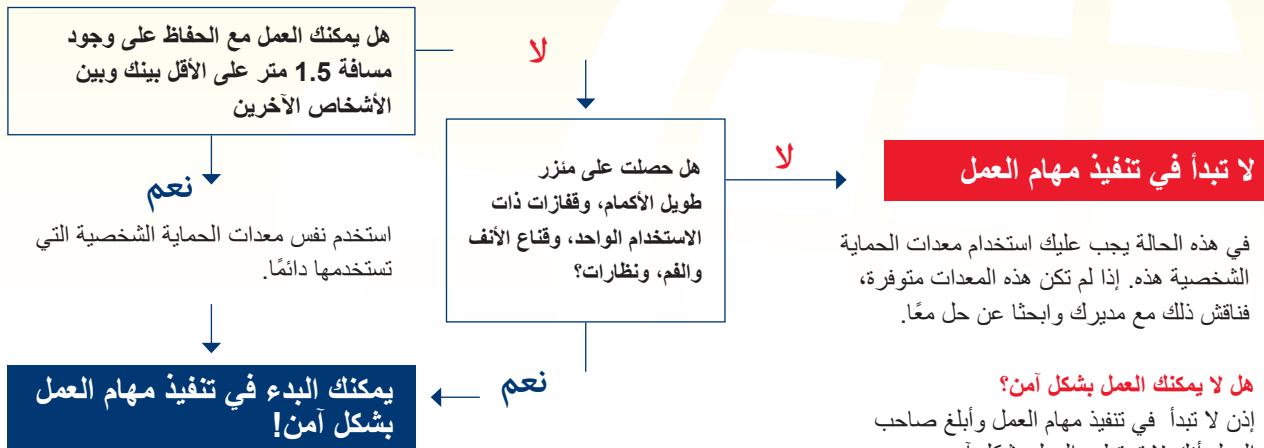 هل يمكنك العمل مع الحفاظ على وجود
مسافة 1.5 متر على الأقل بينك وبين
الأشخاص الآخرين
لا
نعم
استخدم نفس معدات الحماية الشخصية التي
تستخدمها دائمًا.
هل حصلت على مئزر
طويل الأكمام، وقفازات ذات
الاستخدام الواحد، وقناع الأنف
والفم، ونظارات؟
لا
لا تبدأ في تنفيذ مهام العمل
في هذه الحالة يجب عليك استخدام معدات الحماية
الشخصية هذه. إذا لم تكن هذه المعدات متوفرة،
فناقش ذلك مع مديرك وابحثا عن حل معًا.
نعم
يمكنك البدء في تنفيذ مهام العمل
بشكل آمن!
هل لا يمكنك العمل بشكل آمن؟
إذن لا تبدأ في تنفيذ مهام العمل وأبلغ صاحب